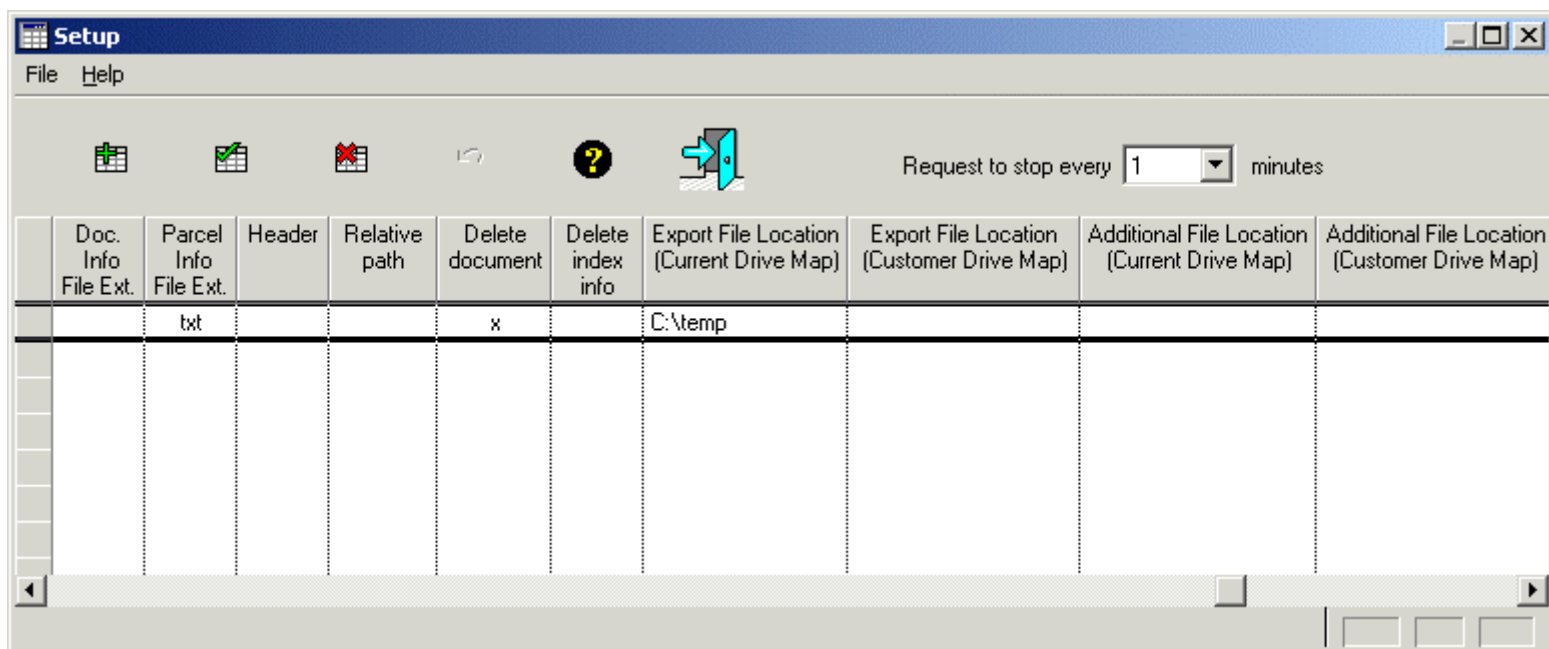 Setup
File Help
Request to stop every 1 minutes
Doc. Info File Ext. Parcel Info File Ext. Header Relative path Delete document Delete index info Export File Location (Current Drive Map) Export File Location (Customer Drive Map) Additional File Location (Current Drive Map) Additional File Location (Customer Drive Map)
txt x C:\temp